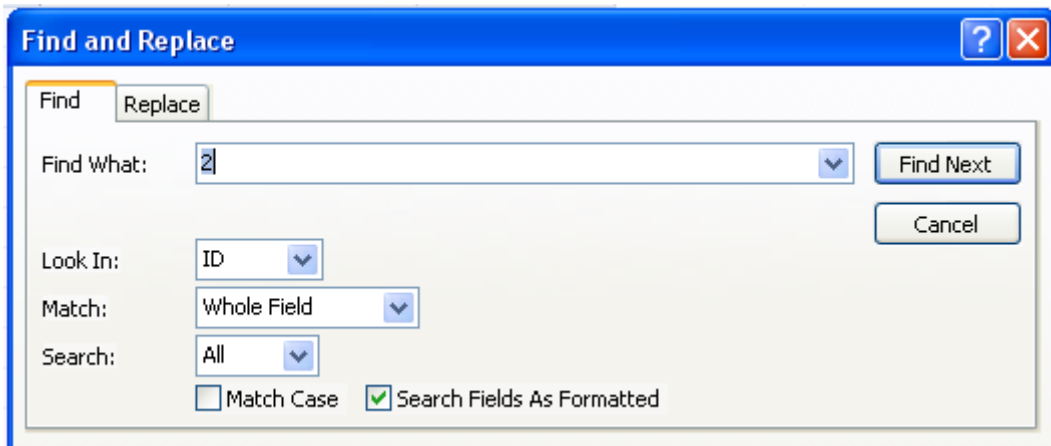 Find and Replace
Find Replace
Find What: 2 Find Next
Cancel
Look In: ID
Match: Whole Field
Search: All
Match Case Search Fields As Formatted